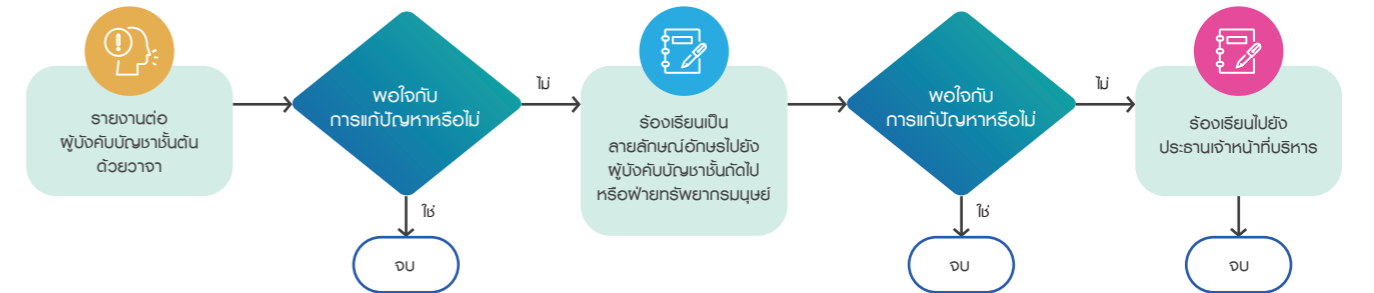 รายงานต่อ
ผู้บังคับบัญชาชั้นต้น
ด้วยวาจา
พอใจกับ
การแก้ปัญหาหรือไม่
ไม่
ใช่
จบ
ร้องเรียนเป็น
ลายลักษณ์อักษรไปยัง
ผู้บังคับบัญชาชั้นถัดไป
หรือฝ่ายทรัพยากรมนุษย์
พอใจกับ
การแก้ปัญหาหรือไม่
ไม่
ใช่
จบ
ร้องเรียนไปยัง
ประธานเจ้าหน้าที่บริหาร
จบ